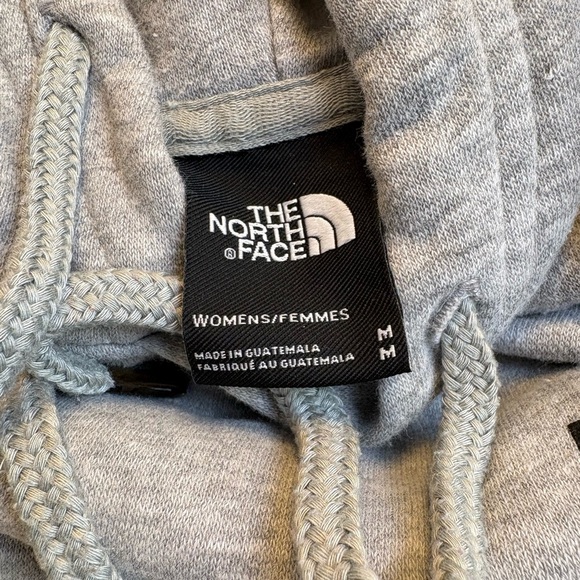 THE
NORTH
FACE
WOMENS/FEMMES
MADE IN GUATEMALA M
FABRIQUÉ AU GUATEMALA M